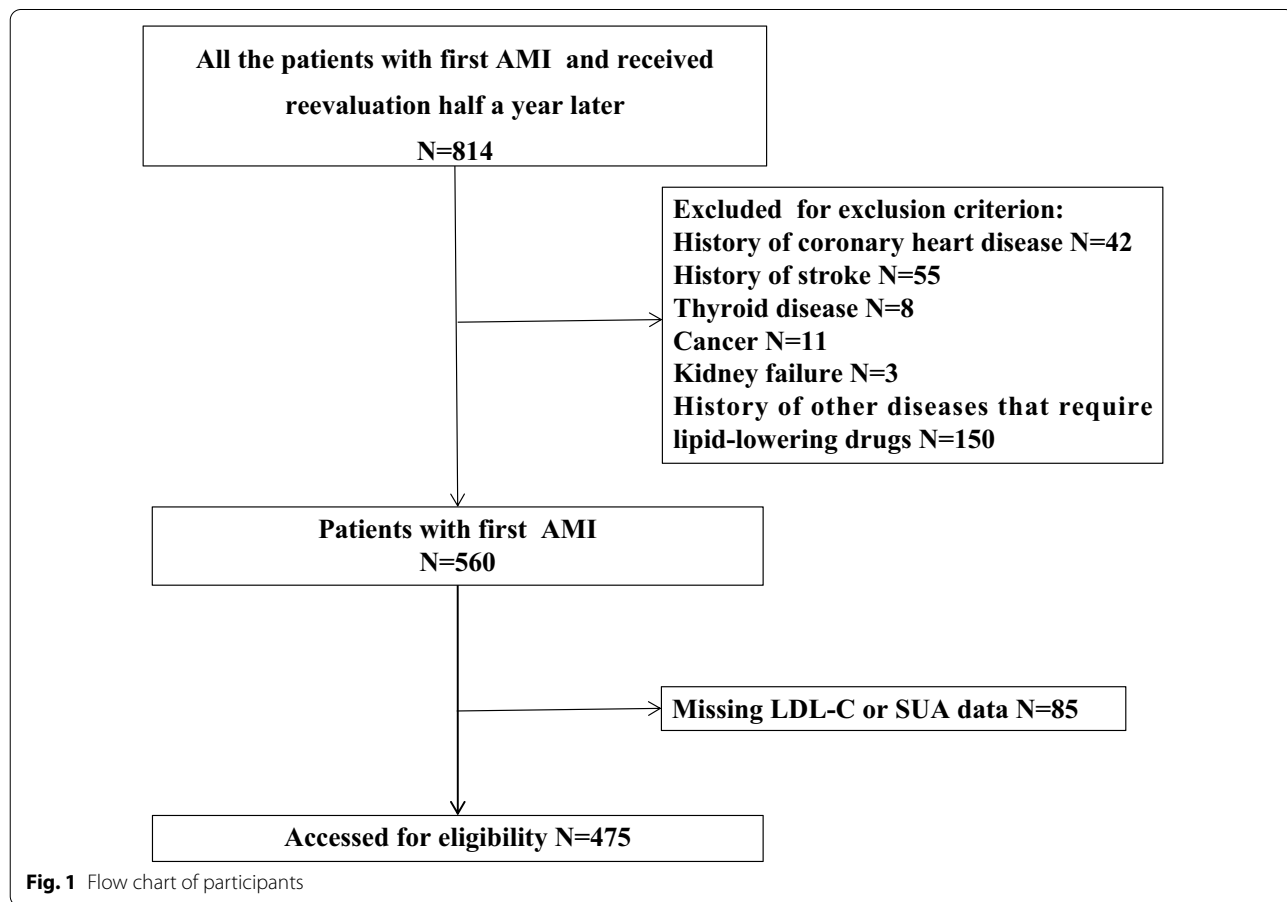 All the patients with first AMI and received
reevaluation half a year later
N=814
Excluded for exclusion criterion:
History of coronary heart disease N=42
History of stroke N=55
Thyroid disease N=8
Cancer N=11
Kidney failure N=3
History of other diseases that require
lipid-lowering drugs N=150
Patients with first AMI
N=560
Missing LDL-C or SUA data N=85
Accessed for eligibility N=475
Fig. 1 Flow chart of participants